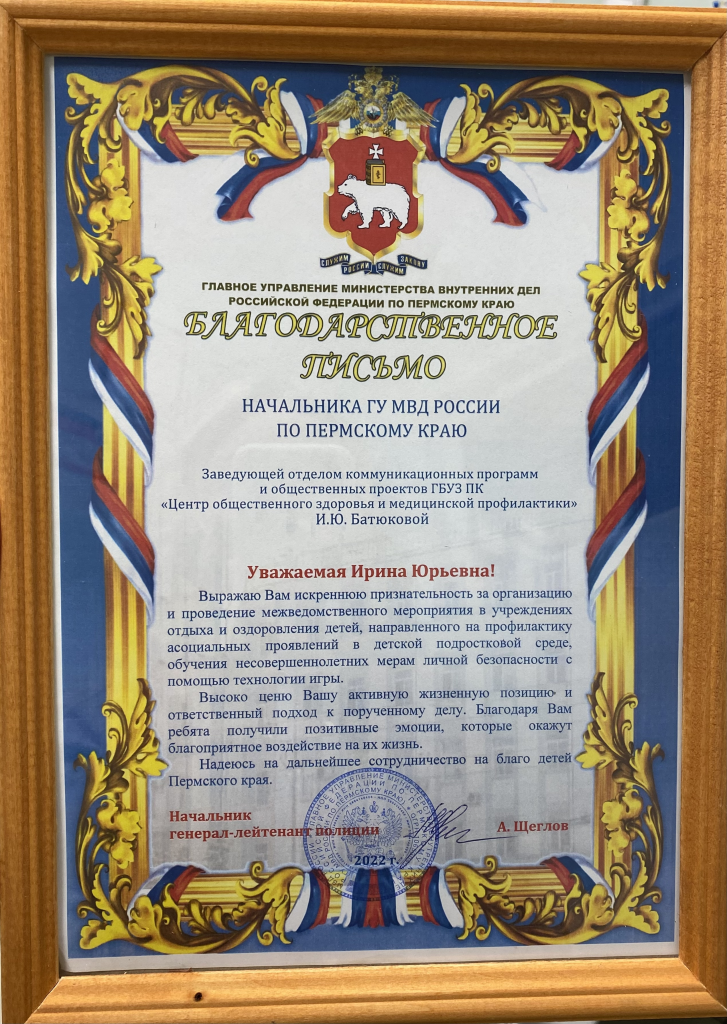 СЛУЖИМ РОССИИ СЛУЖИМ ЗАКОНУ
ГЛАВНОЕ УПРАВЛЕНИЕ МИНИСТЕРСТВА ВНУТРЕННИХ ДЕЛ
РОССИЙСКОЙ ФЕДЕРАЦИИ ПО ПЕРМСКОМУ КРАЮ
БЛАГОДАРСТВЕННОЕ
ПИСЬМО
НАЧАЛЬНИКА ГУ МВД РОССИИ
ПО ПЕРМСКОМУ КРАЮ
Заведующей отделом коммуникационных программ
и общественных проектов ГБУЗ ПК
«Центр общественного здоровья и медицинской профилактики»
И.Ю. Батюковой
Уважаемая Ирина Юрьевна!
Выражаю Вам искреннюю признательность за организацию
и проведение межведомственного мероприятия в учреждениях
отдыха и оздоровления детей, направленного на профилактику
асоциальных проявлений в детской подростковой среде,
обучения несовершеннолетних мерам личной безопасности с
помощью технологии игры.
Высоко ценю Вашу активную жизненную позицию и
ответственный подход к порученному делу. Благодаря Вам
ребята получили позитивные эмоции, которые окажут
благоприятное воздействие на их жизнь.
Надеюсь на дальнейшее сотрудничество на благо детей
Пермского края.
Начальник
генерал-лейтенант полиции А. Щеглов
2022 г.